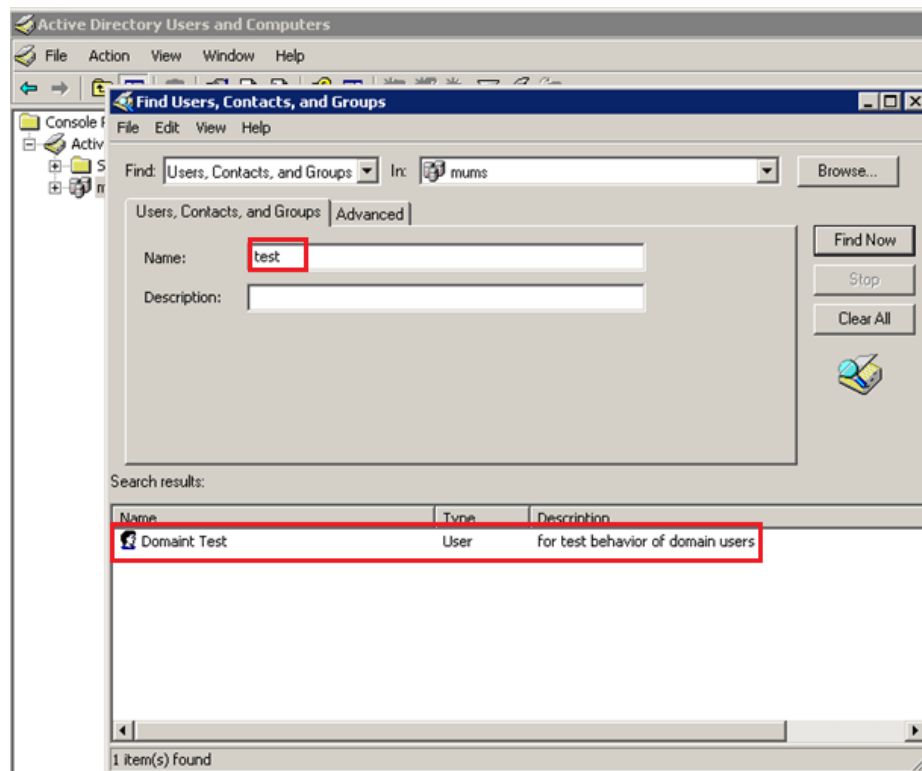 Active Directory Users and Computers
File Action View Window Help
Find Users, Contacts, and Groups
Console
File Edit View Help
Activ
Find: Users, Contacts, and Groups In: mums Browse...
S
m
Users, Contacts, and Groups Advanced
Name: test
Find Now
Description:
Stop
Clear All
Search results:
Name Type Description
Domaint Test User for test behavior of domain users
1 item(s) found